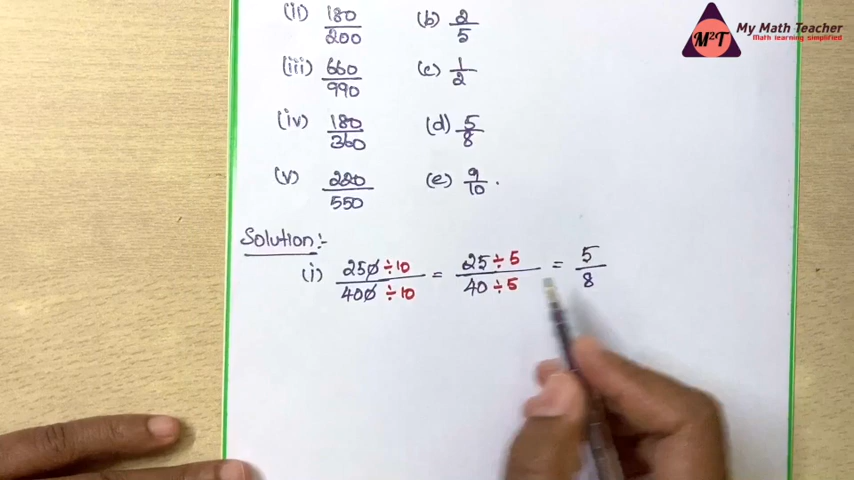 (ii) 180/200 (b) 2/5
(iii) 660/990 (c) 1/2
(iv) 180/360 (d) 5/8
(v) 220/550 (e) 9/10.
Solution:-
(i) 250÷10/400÷10 = 25÷5/40÷5 = 5/8
M²T
My Math Teacher
Math learning simplified